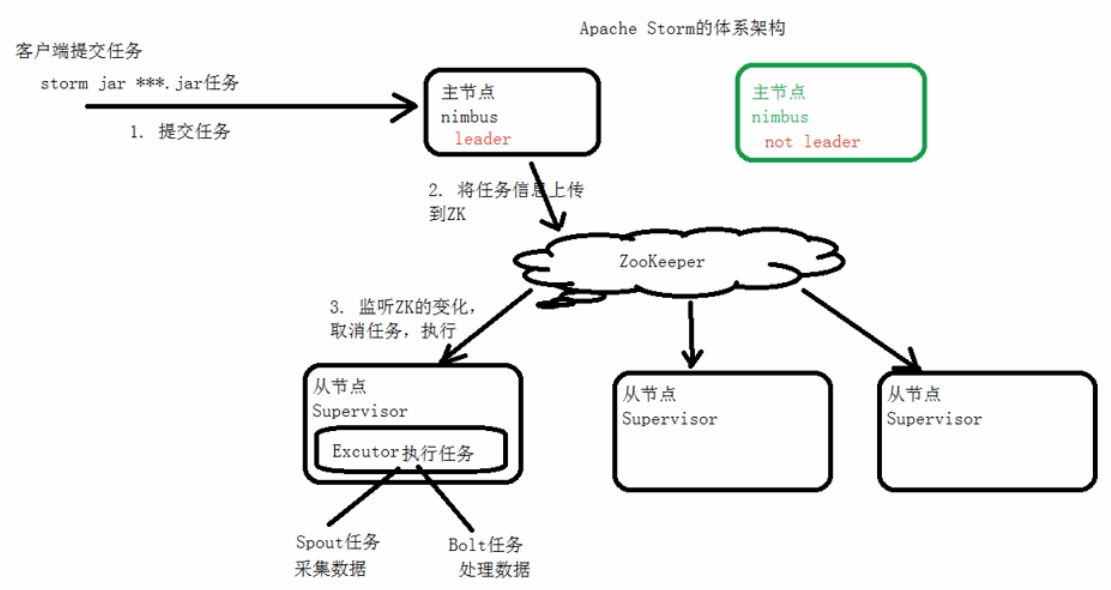 Apache Storm的体系架构
客户端提交任务
storm jar ***.jar任务
1. 提交任务
主节点
nimbus
leader
主节点
nimbus
not leader
2. 将任务信息上传
到ZK
ZooKeeper
3. 监听ZK的变化，
取消任务，执行
从节点
Supervisor
Excutor执行任务
从节点
Supervisor
从节点
Supervisor
Spout任务
采集数据
Bolt任务
处理数据